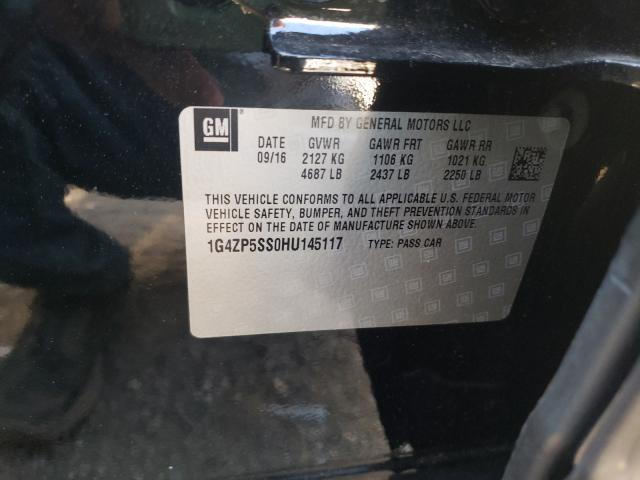 GM
MFD BY GENERAL MOTORS LLC
DATE GVWR GAWR FRT GAWR RR
09/16 2127 KG 1106 KG 1021 KG
4687 LB 2437 LB 2250 LB
THIS VEHICLE CONFORMS TO ALL APPLICABLE U.S. FEDERAL MOTOR
VEHICLE SAFETY, BUMPER, AND THEFT PREVENTION STANDARDS IN
EFFECT ON THE DATE OF MANUFACTURE SHOWN ABOVE.
1G4ZP5SS0HU145117 TYPE: PASS CAR